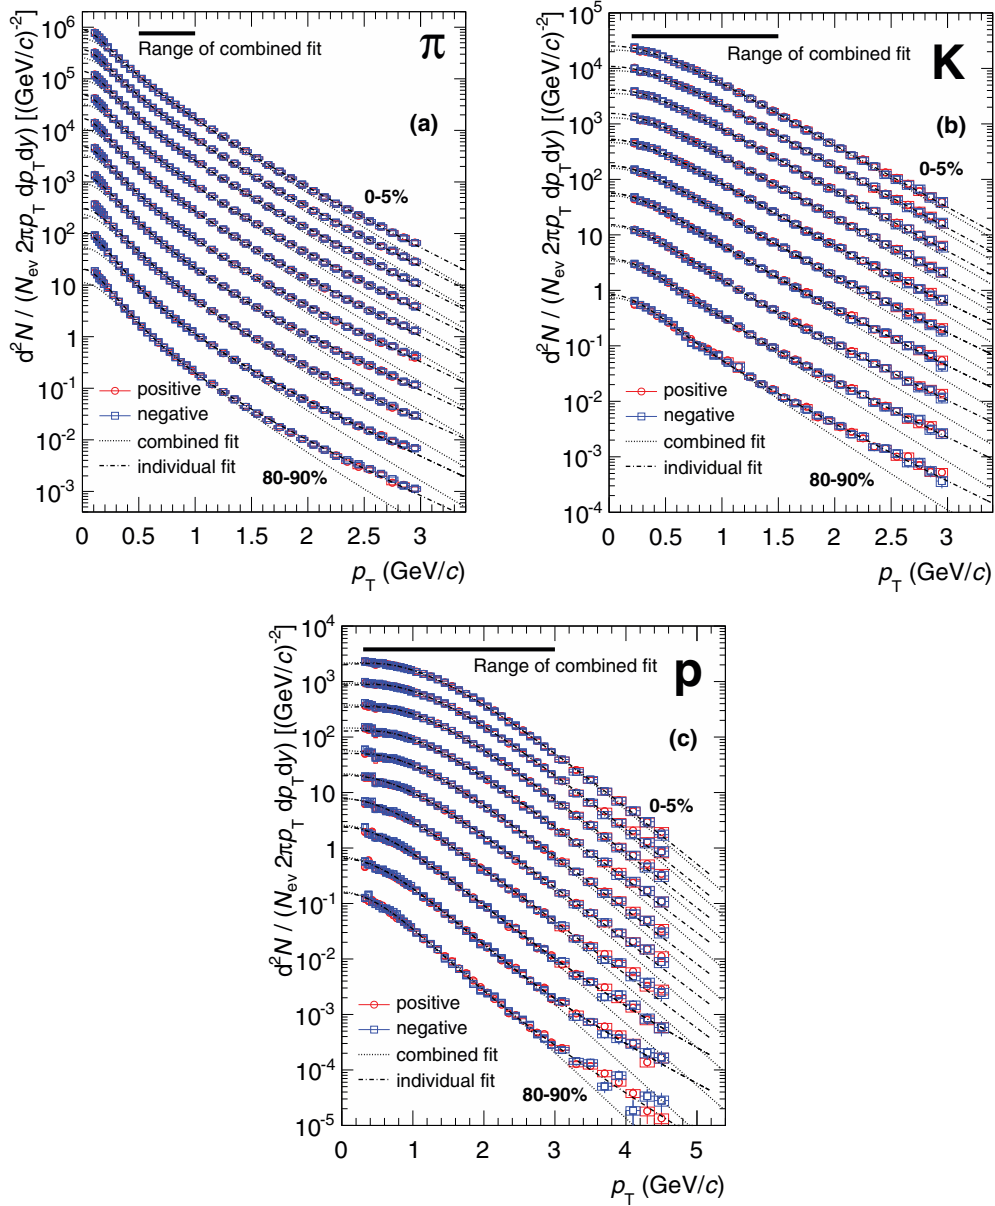 d²N / (N_ev 2πp_T dp_T dy) [(GeV/c)⁻²]
10⁶
10⁵
10⁴
10³
10²
10
1
10⁻¹
10⁻²
10⁻³
Range of combined fit
π
(a)
0-5%
positive
negative
combined fit
individual fit
80-90%
0 0.5 1 1.5 2 2.5 3
p_T (GeV/c)
d²N / (N_ev 2πp_T dp_T dy) [(GeV/c)⁻²]
10⁵
10⁴
10³
10²
10
1
10⁻¹
10⁻²
10⁻³
10⁻⁴
Range of combined fit
K
(b)
0-5%
positive
negative
combined fit
individual fit
80-90%
0 0.5 1 1.5 2 2.5 3
p_T (GeV/c)
d²N / (N_ev 2πp_T dp_T dy) [(GeV/c)⁻²]
10⁴
10³
10²
10
1
10⁻¹
10⁻²
10⁻³
10⁻⁴
10⁻⁵
Range of combined fit
p
(c)
0-5%
positive
negative
combined fit
individual fit
80-90%
0 1 2 3 4 5
p_T (GeV/c)